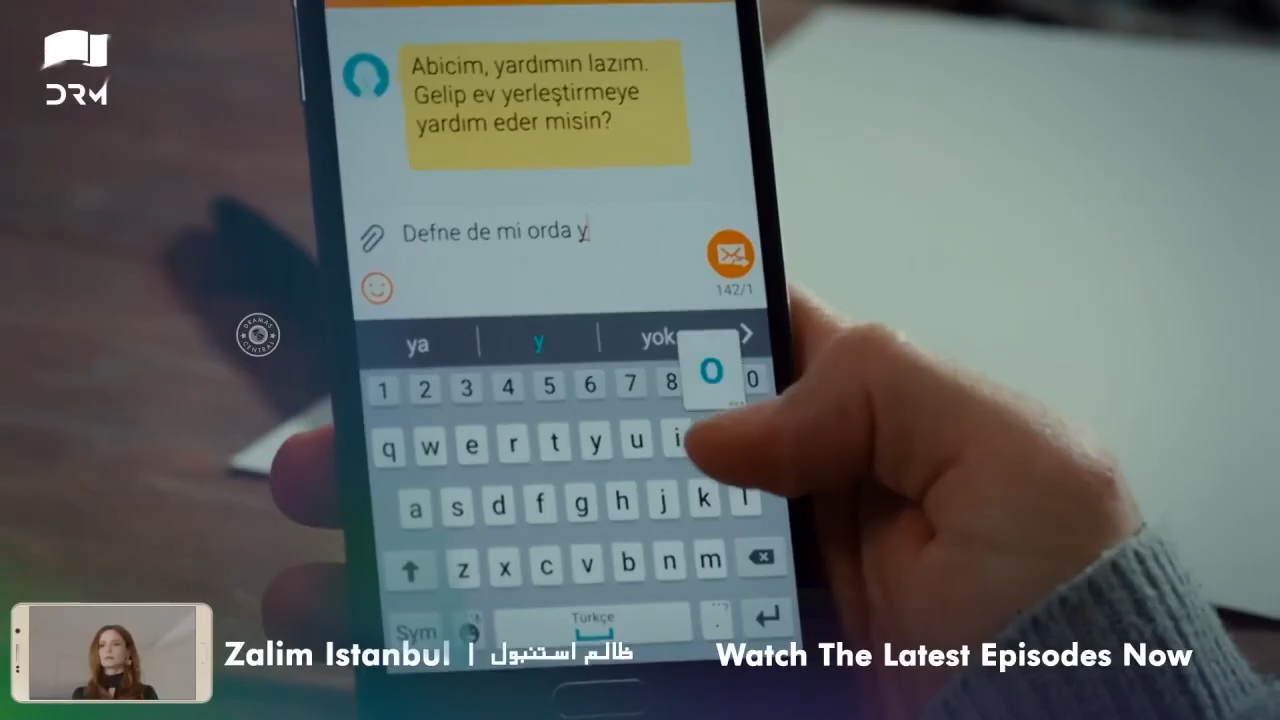 DRM
Abicim, yardımın lazım.
Gelip ev yerleştirmeye
yardım eder misin?
Defne de mi orda y
142/1
ya y yok
O
1 2 3 4 5 6 7 8 0
q w e r t y u i
a s d f g h j k l
z x c v b n m
Sym Türkçe
DRAMAS CENTRAL
Zalim Istanbul | ظالم استنبول
Watch The Latest Episodes Now